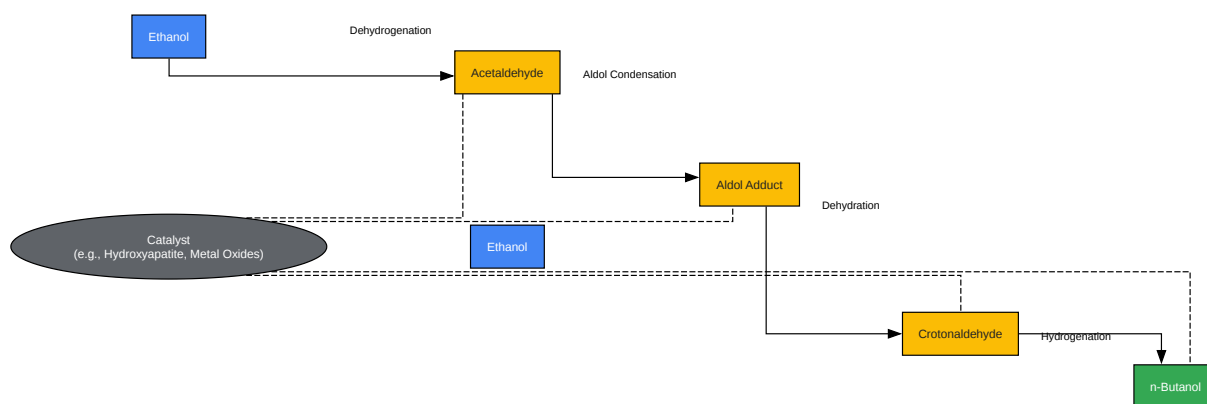 Ethanol
Dehydrogenation
Acetaldehyde
Aldol Condensation
Aldol Adduct
Dehydration
Catalyst
(e.g., Hydroxyapatite, Metal Oxides)
Ethanol
Crotonaldehyde
Hydrogenation
n-Butanol